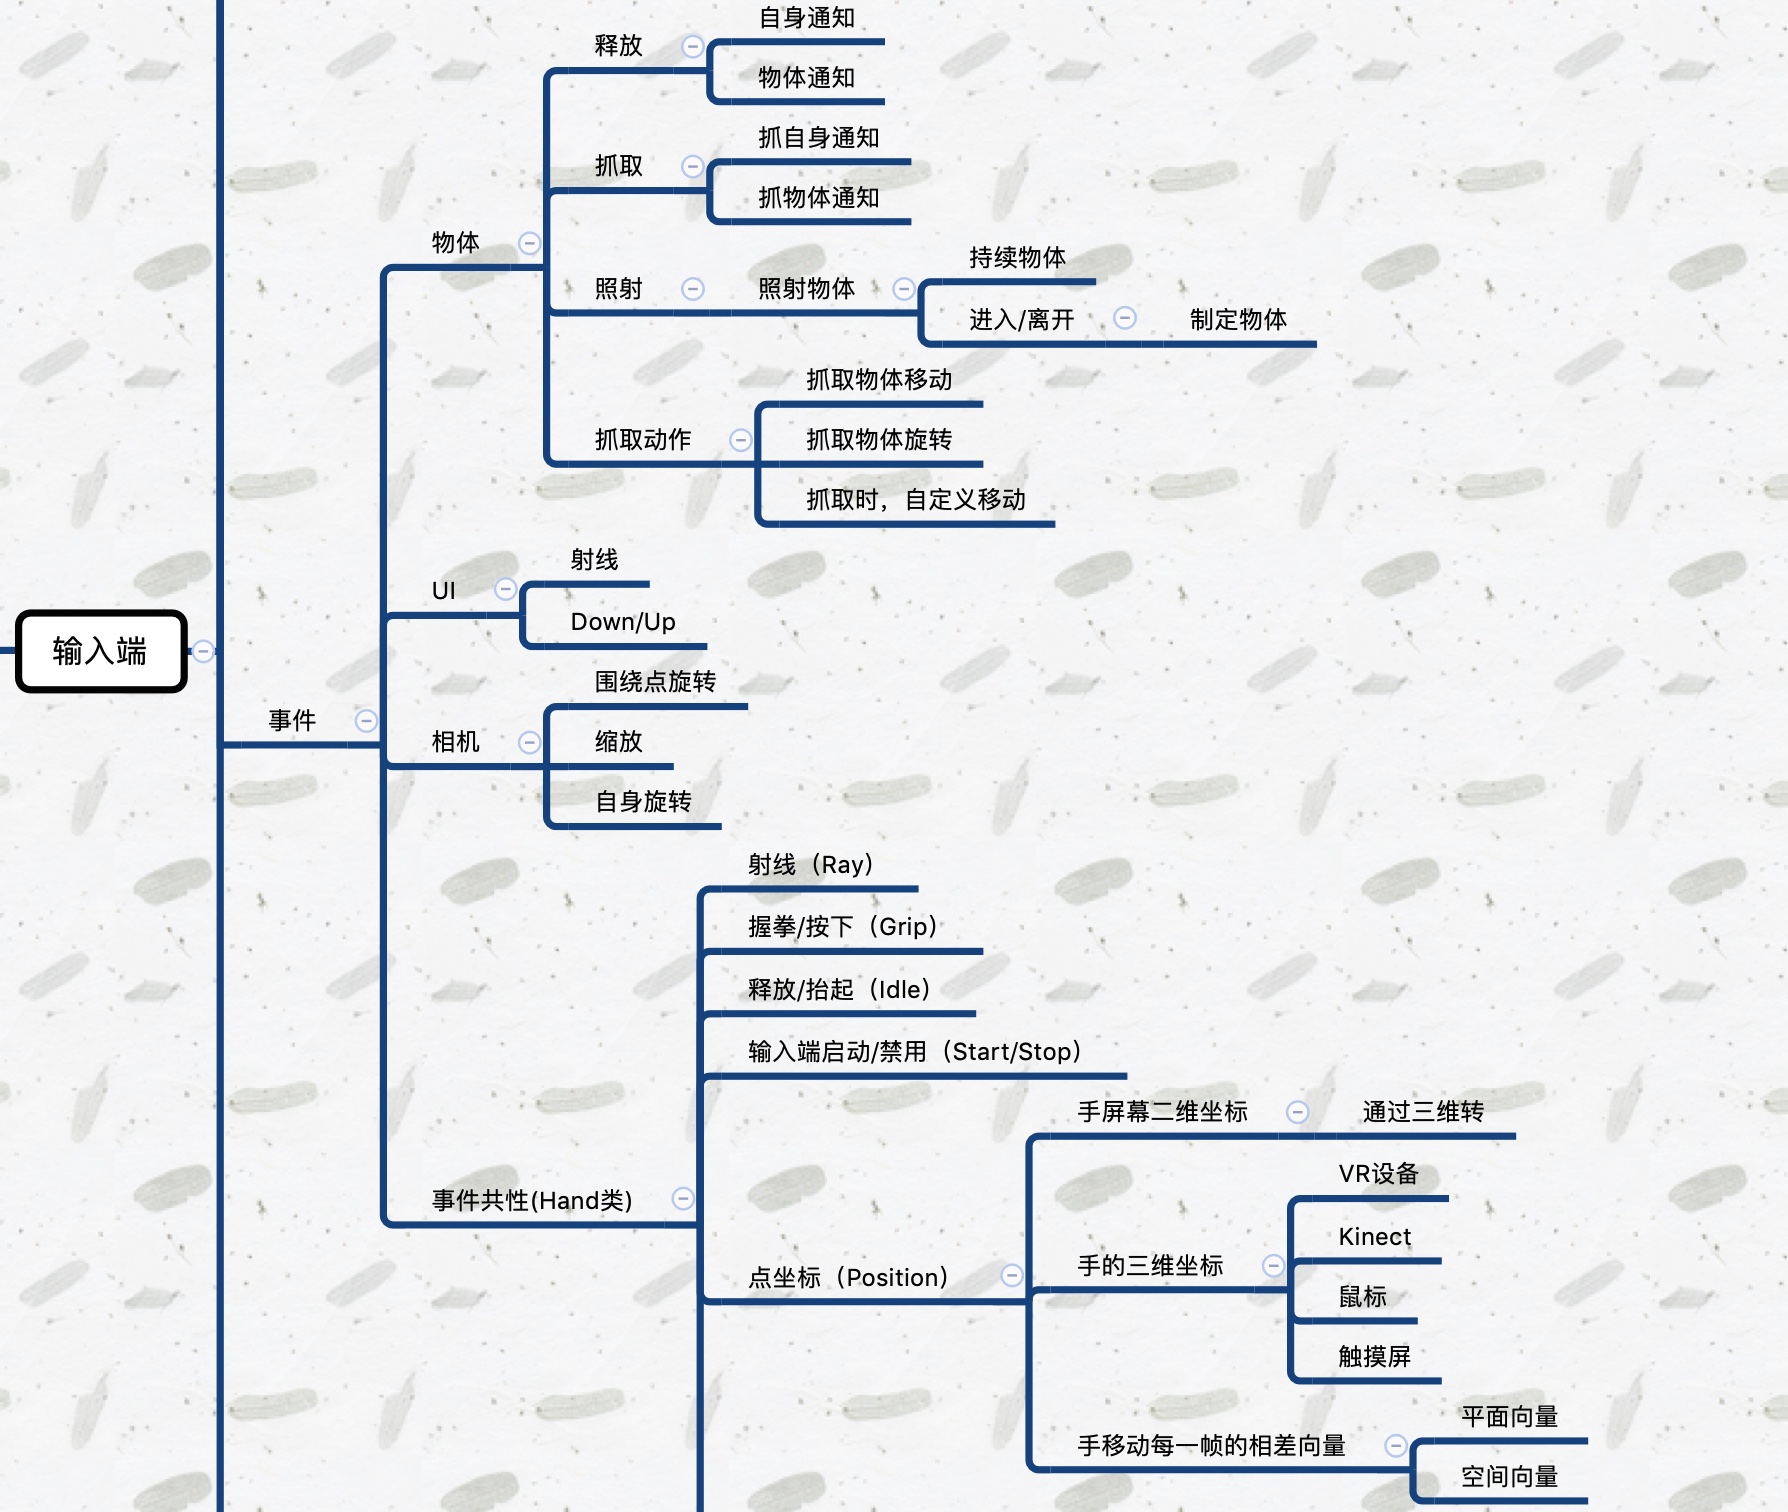 自身通知
释放
物体通知
抓自身通知
抓取
抓物体通知
物体
持续物体
照射
照射物体
进入/离开
制定物体
抓取物体移动
抓取动作
抓取物体旋转
抓取时，自定义移动
射线
UI
Down/Up
输入端
围绕点旋转
事件
相机
缩放
自身旋转
射线（Ray）
握拳/按下（Grip）
释放/抬起（Idle）
输入端启动/禁用（Start/Stop）
手屏幕二维坐标
通过三维转
VR设备
事件共性(Hand类)
Kinect
手的三维坐标
点坐标（Position）
鼠标
触摸屏
平面向量
手移动每一帧的相差向量
空间向量